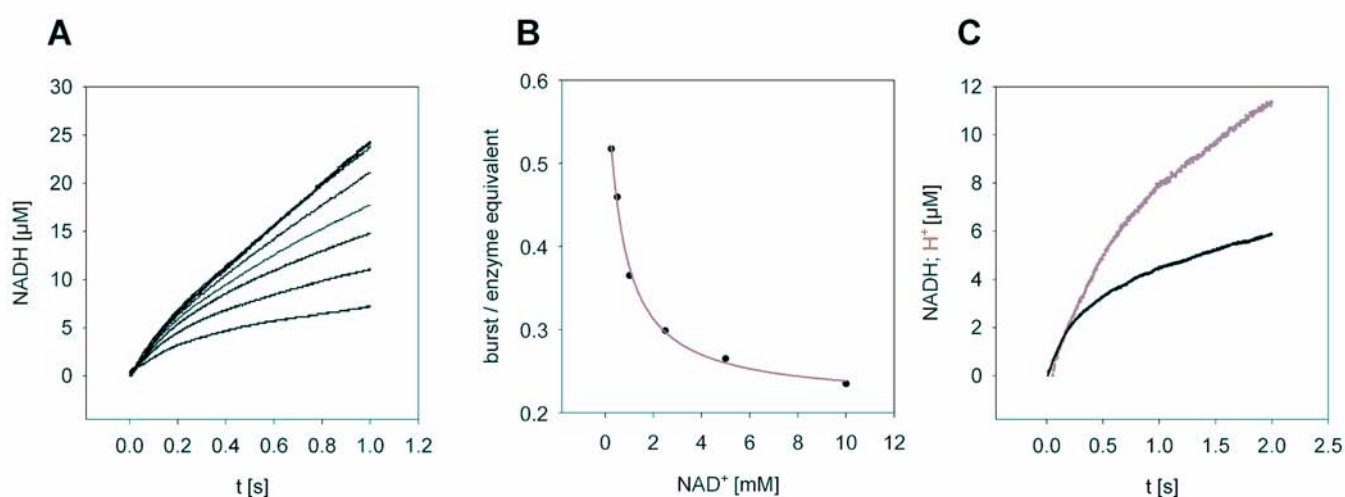 A
30
25
20
15
10
5
0
NADH [µM]
0.0 0.2 0.4 0.6 0.8 1.0 1.2
t [s]
B
0.6
0.5
0.4
0.3
0.2
burst / enzyme equivalent
0 2 4 6 8 10 12
NAD⁺ [mM]
C
12
10
8
6
4
2
0
NADH; H⁺ [µM]
0.0 0.5 1.0 1.5 2.0 2.5
t [s]